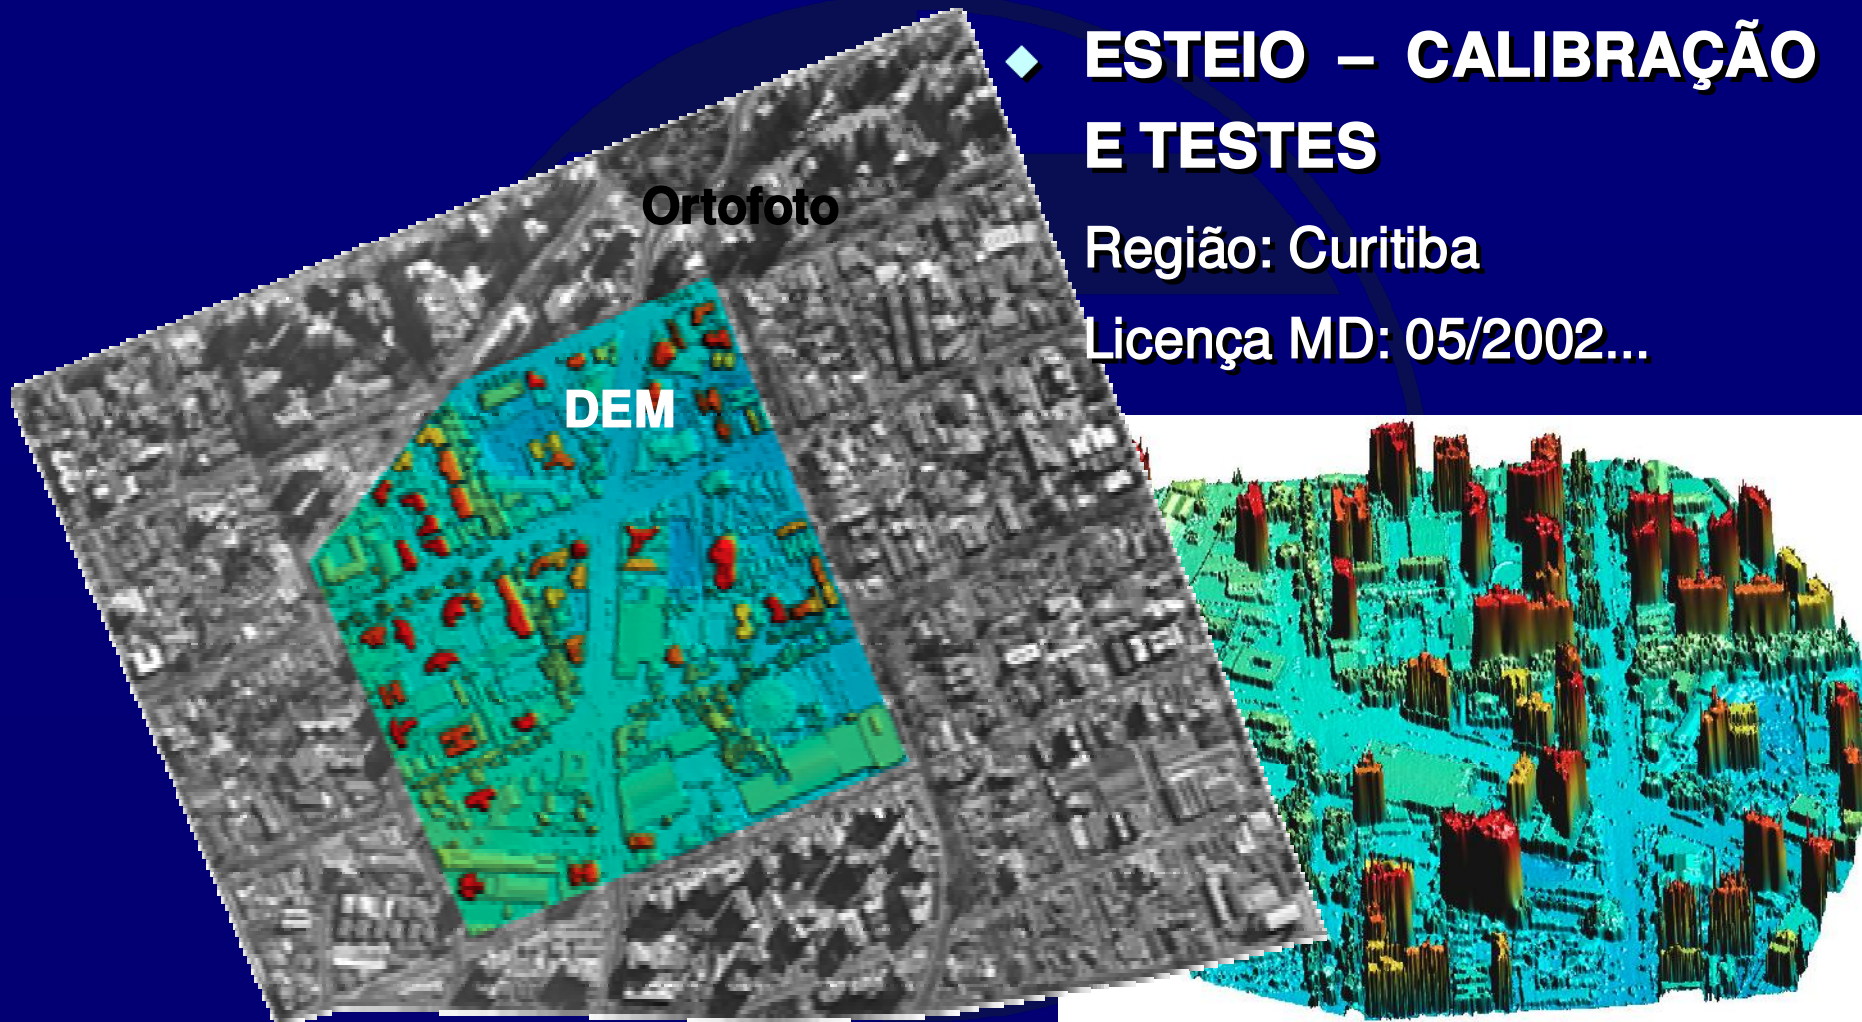 ESTEIO – CALIBRAÇÃO
E TESTES
Ortofoto
Região: Curitiba
Licença MD: 05/2002...
DEM